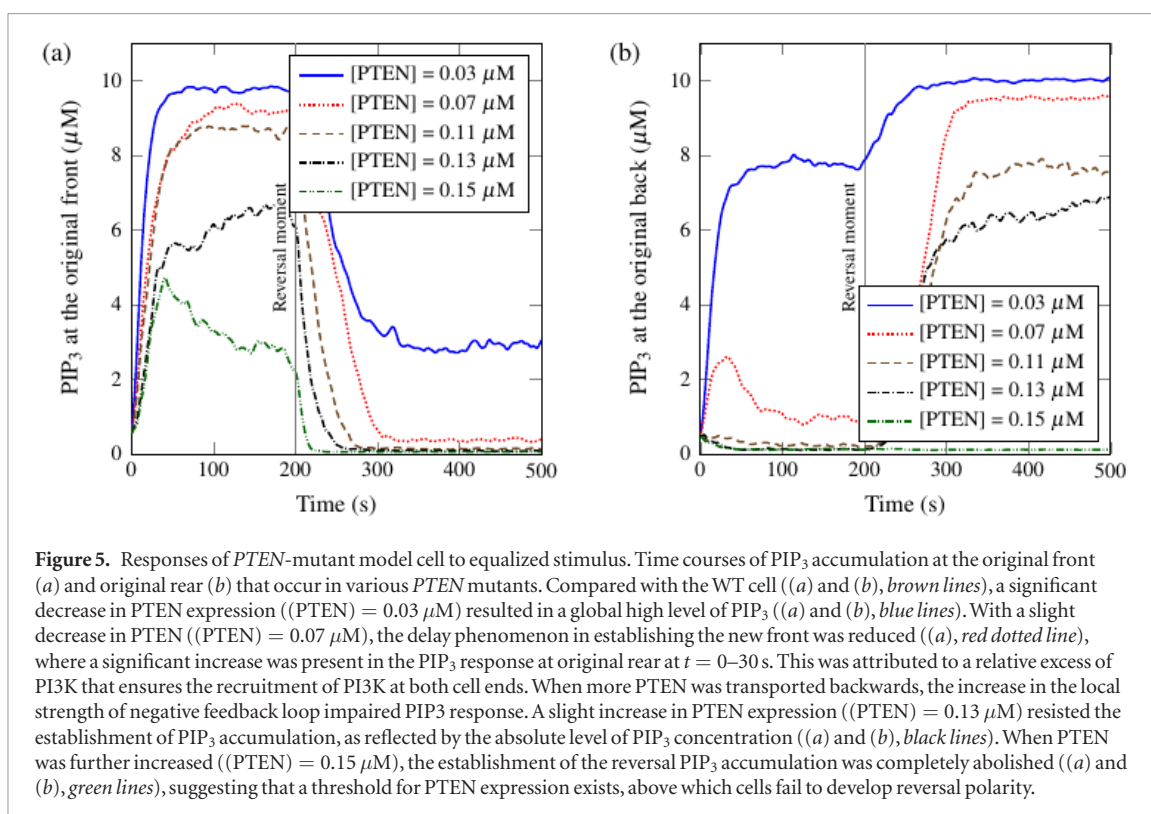 (a)
10
8
6
4
2
0
0 100 200 300 400 500
PIP₃ at the original front (μM)
Time (s)
Reversal moment
[PTEN] = 0.03 μM
[PTEN] = 0.07 μM
[PTEN] = 0.11 μM
[PTEN] = 0.13 μM
[PTEN] = 0.15 μM
(b)
10
8
6
4
2
0
0 100 200 300 400 500
PIP₃ at the original back (μM)
Time (s)
Reversal moment
[PTEN] = 0.03 μM
[PTEN] = 0.07 μM
[PTEN] = 0.11 μM
[PTEN] = 0.13 μM
[PTEN] = 0.15 μM
Figure 5. Responses of PTEN-mutant model cell to equalized stimulus. Time courses of PIP₃ accumulation at the original front
(a) and original rear (b) that occur in various PTEN mutants. Compared with the WT cell ((a) and (b), brown lines), a significant
decrease in PTEN expression ((PTEN) = 0.03 μM) resulted in a global high level of PIP₃ ((a) and (b), blue lines). With a slight
decrease in PTEN ((PTEN) = 0.07 μM), the delay phenomenon in establishing the new front was reduced ((a), red dotted line),
where a significant increase was present in the PIP₃ response at original rear at t = 0–30 s. This was attributed to a relative excess of
PI3K that ensures the recruitment of PI3K at both cell ends. When more PTEN was transported backwards, the increase in the local
strength of negative feedback loop impaired PIP3 response. A slight increase in PTEN expression ((PTEN) = 0.13 μM) resisted the
establishment of PIP₃ accumulation, as reflected by the absolute level of PIP₃ concentration ((a) and (b), black lines). When PTEN
was further increased ((PTEN) = 0.15 μM), the establishment of the reversal PIP₃ accumulation was completely abolished ((a) and
(b), green lines), suggesting that a threshold for PTEN expression exists, above which cells fail to develop reversal polarity.